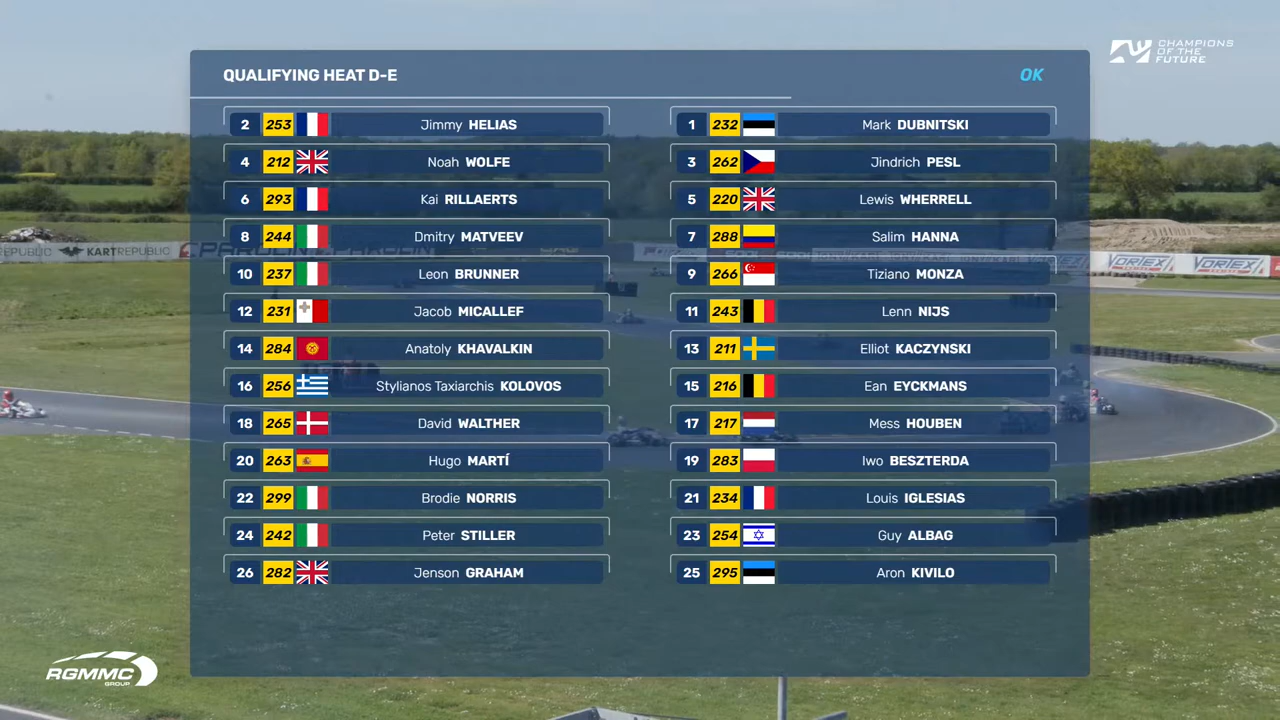 CHAMPIONS
OF THE
FUTURE
QUALIFYING HEAT D-E
OK
2 253 Jimmy HELIAS
1 232 Mark DUBNITSKI
4 212 Noah WOLFE
3 262 Jindrich PESL
6 293 Kai RILLAERTS
5 220 Lewis WHERRELL
8 244 Dmitry MATVEEV
7 288 Salim HANNA
10 237 Leon BRUNNER
9 266 Tiziano MONZA
12 231 Jacob MICALLEF
11 243 Lenn NIJS
14 284 Anatoly KHAVALKIN
13 211 Elliot KACZYNSKI
16 256 Stylianos Taxiarchis KOLOVOS
15 216 Ean EYCKMANS
18 265 David WALTHER
17 217 Mess HOUBEN
20 263 Hugo MARTÍ
19 283 Iwo BESZTERDA
22 299 Brodie NORRIS
21 234 Louis IGLESIAS
24 242 Peter STILLER
23 254 Guy ALBAG
26 282 Jenson GRAHAM
25 295 Aron KIVILO
REPUBLIC KARTREPUBLIC PAROLIN PAROLIN VORTEX VORTEX
RGMMC
GROUP